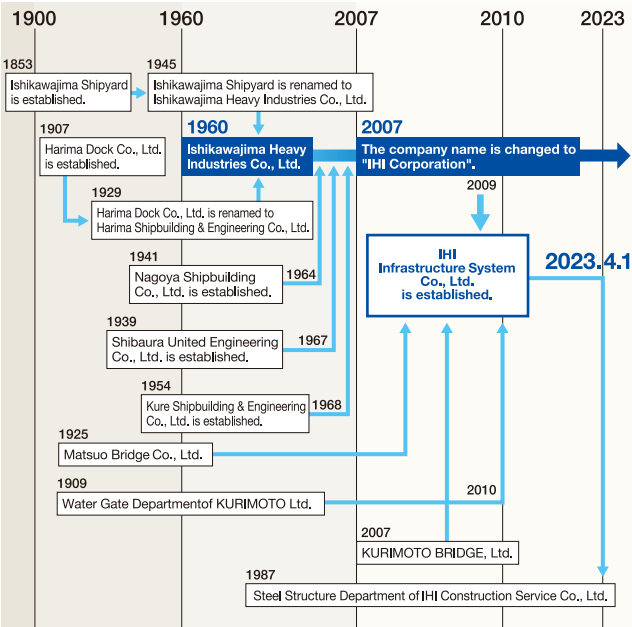 1900 1960 2007 2010 2023
1853
Ishikawajima Shipyard
is established.
1945
Ishikawajima Shipyard is renamed to
Ishikawajima Heavy Industries Co., Ltd.
1907
Harima Dock Co., Ltd.
is established.
1960
Ishikawajima Heavy
Industries Co., Ltd.
2007
The company name is changed to
"IHI Corporation".
2009
1929
Harima Dock Co., Ltd. is renamed to
Harima Shipbuilding & Engineering Co., Ltd.
IHI
Infrastructure System
Co., Ltd.
is established.
2023.4.1
1941
Nagoya Shipbuilding
Co., Ltd. is established.
1964
1939
Shibaura United Engineering
Co., Ltd. is established.
1967
1954
Kure Shipbuilding & Engineering
Co., Ltd. is established.
1968
1925
Matsuo Bridge Co., Ltd.
1909
Water Gate Departmentof KURIMOTO Ltd.
2010
2007
KURIMOTO BRIDGE, Ltd.
1987
Steel Structure Department of IHI Construction Service Co., Ltd.